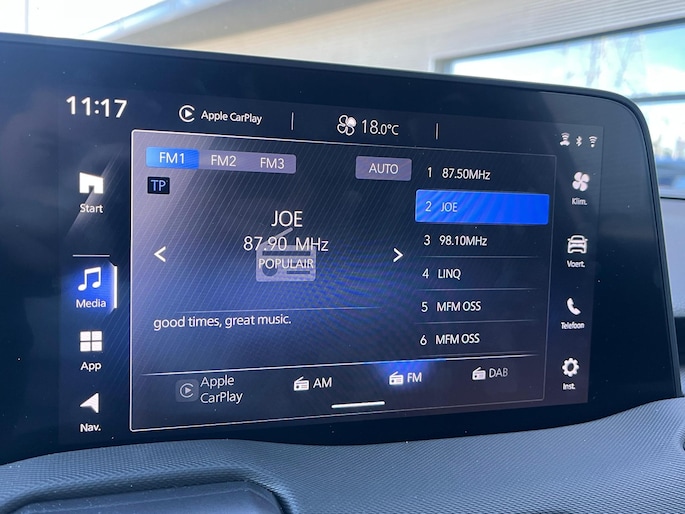 11:17
Apple CarPlay
18.0°C
FM1 FM2 FM3
AUTO
TP
JOE
87.90 MHz
POPULAIR
good times, great music.
1 87.50MHz
2 JOE
3 98.10MHz
4 LINQ
5 MFM OSS
6 MFM OSS
Apple
CarPlay
AM
FM
DAB
Start
Media
App
Nav.
Klim.
Voert.
Telefoon
Inst.